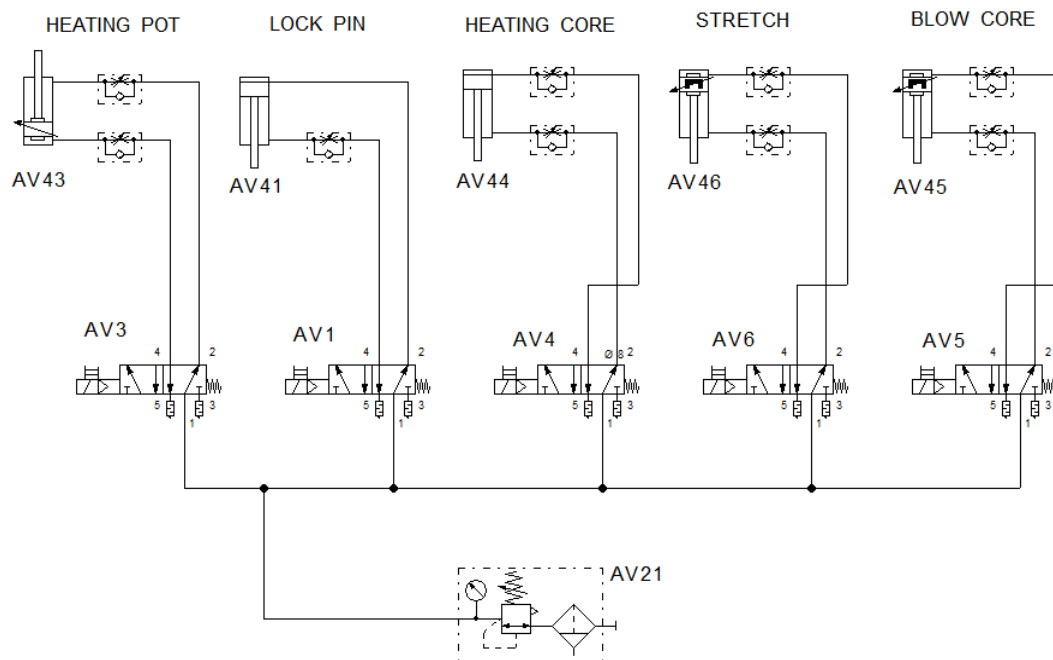 HEATING POT
LOCK PIN
HEATING CORE
STRETCH
BLOW CORE
AV43
AV41
AV44
AV46
AV45
AV3
4
2
5
3
1
AV1
4
2
5
3
1
AV4
4
Ø 8
2
5
3
1
AV6
4
2
5
3
1
AV5
4
2
5
3
1
AV21